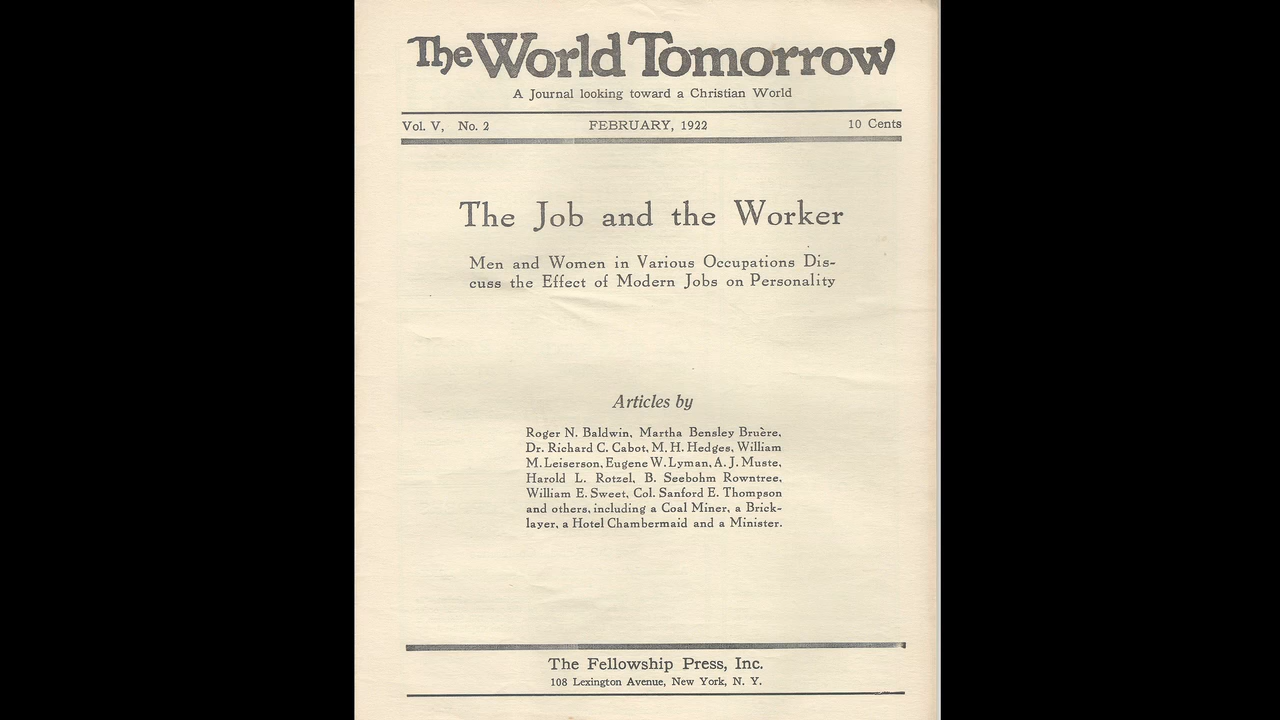 The World Tomorrow
A Journal looking toward a Christian World
Vol. V, No. 2 FEBRUARY, 1922 10 Cents
The Job and the Worker
Men and Women in Various Occupations Dis-
cuss the Effect of Modern Jobs on Personality
Articles by
Roger N. Baldwin, Martha Bensley Bruère,
Dr. Richard C. Cabot, M. H. Hedges, William
M. Leiserson, Eugene W. Lyman, A. J. Muste,
Harold L. Rotzel, B. Seebohm Rowntree,
William E. Sweet, Col. Sanford E. Thompson
and others, including a Coal Miner, a Brick-
layer, a Hotel Chambermaid and a Minister.
The Fellowship Press, Inc.
108 Lexington Avenue, New York, N. Y.